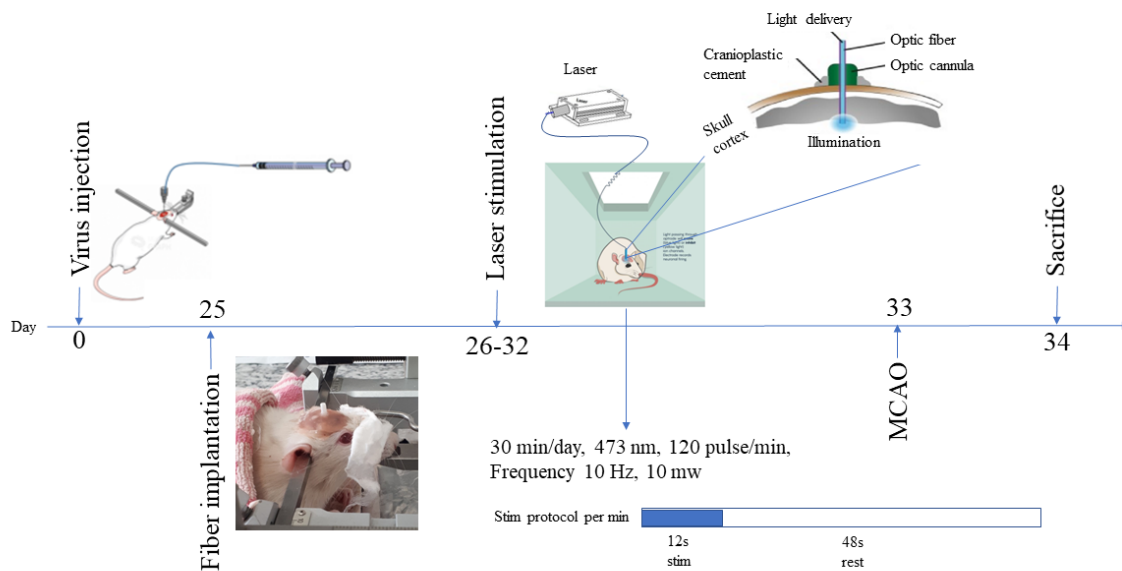 Light delivery
Optic fiber
Optic cannula
Cranioplastic
cement
Laser
Skull
cortex
Illumination
Virus injection
Laser stimulation
Sacrifice
Day
0
25
26-32
33
34
Fiber implantation
MCAO
30 min/day, 473 nm, 120 pulse/min,
Frequency 10 Hz, 10 mw
Stim protocol per min
12s
stim
48s
rest